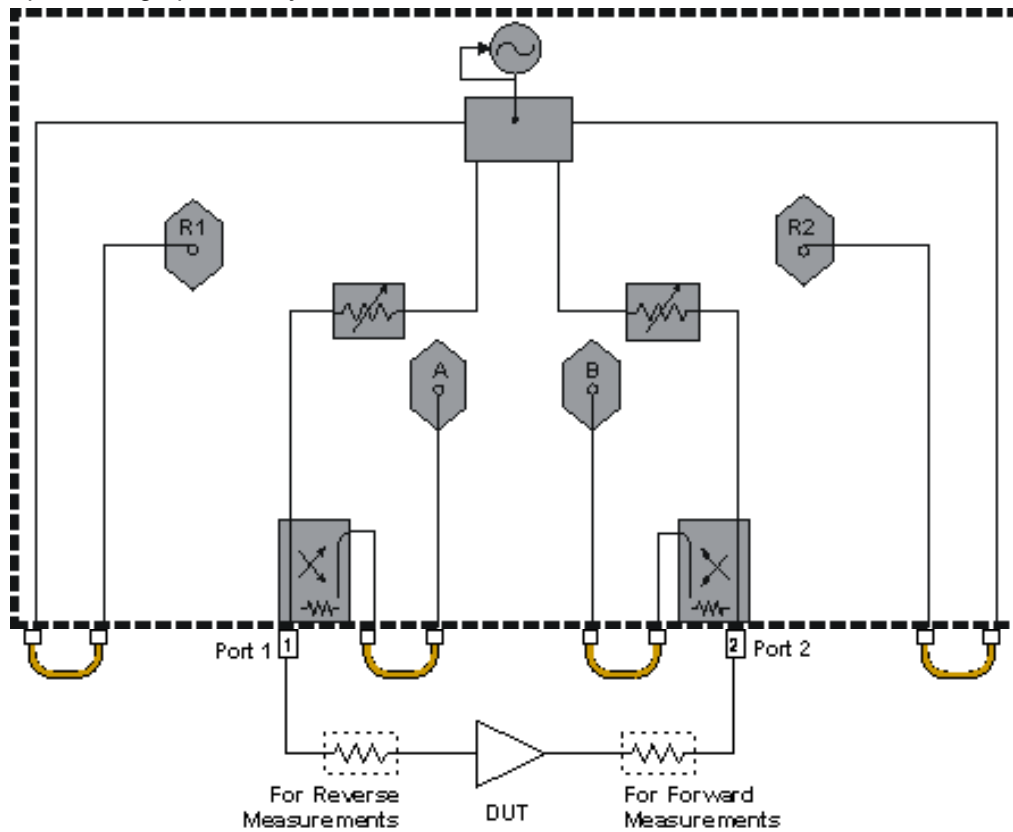 R1
R2
A
B
Port 1
1
2
Port 2
For Reverse
Measurements
DUT
For Forward
Measurements